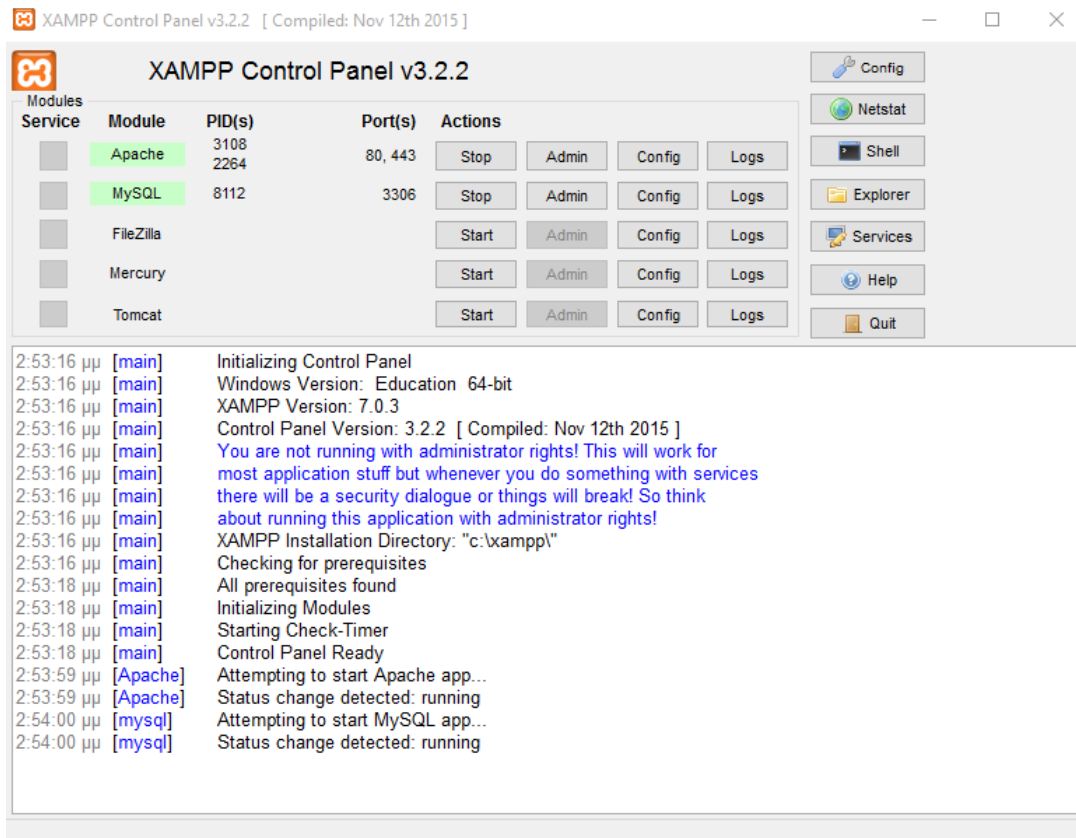 XAMPP Control Panel v3.2.2 [ Compiled: Nov 12th 2015 ]
XAMPP Control Panel v3.2.2
Config
Modules
Netstat
Service Module PID(s) Port(s) Actions
Apache 3108 2264 80, 443 Stop Admin Config Logs
Shell
MySQL 8112 3306 Stop Admin Config Logs
Explorer
FileZilla Start Admin Config Logs
Services
Mercury Start Admin Config Logs
Help
Tomcat Start Admin Config Logs
Quit
2:53:16 μμ [main] Initializing Control Panel
2:53:16 μμ [main] Windows Version: Education 64-bit
2:53:16 μμ [main] XAMPP Version: 7.0.3
2:53:16 μμ [main] Control Panel Version: 3.2.2 [ Compiled: Nov 12th 2015 ]
2:53:16 μμ [main] You are not running with administrator rights! This will work for
2:53:16 μμ [main] most application stuff but whenever you do something with services
2:53:16 μμ [main] there will be a security dialogue or things will break! So think
2:53:16 μμ [main] about running this application with administrator rights!
2:53:16 μμ [main] XAMPP Installation Directory: "c:\xampp\"
2:53:16 μμ [main] Checking for prerequisites
2:53:18 μμ [main] All prerequisites found
2:53:18 μμ [main] Initializing Modules
2:53:18 μμ [main] Starting Check-Timer
2:53:18 μμ [main] Control Panel Ready
2:53:59 μμ [Apache] Attempting to start Apache app...
2:53:59 μμ [Apache] Status change detected: running
2:54:00 μμ [mysql] Attempting to start MySQL app...
2:54:00 μμ [mysql] Status change detected: running